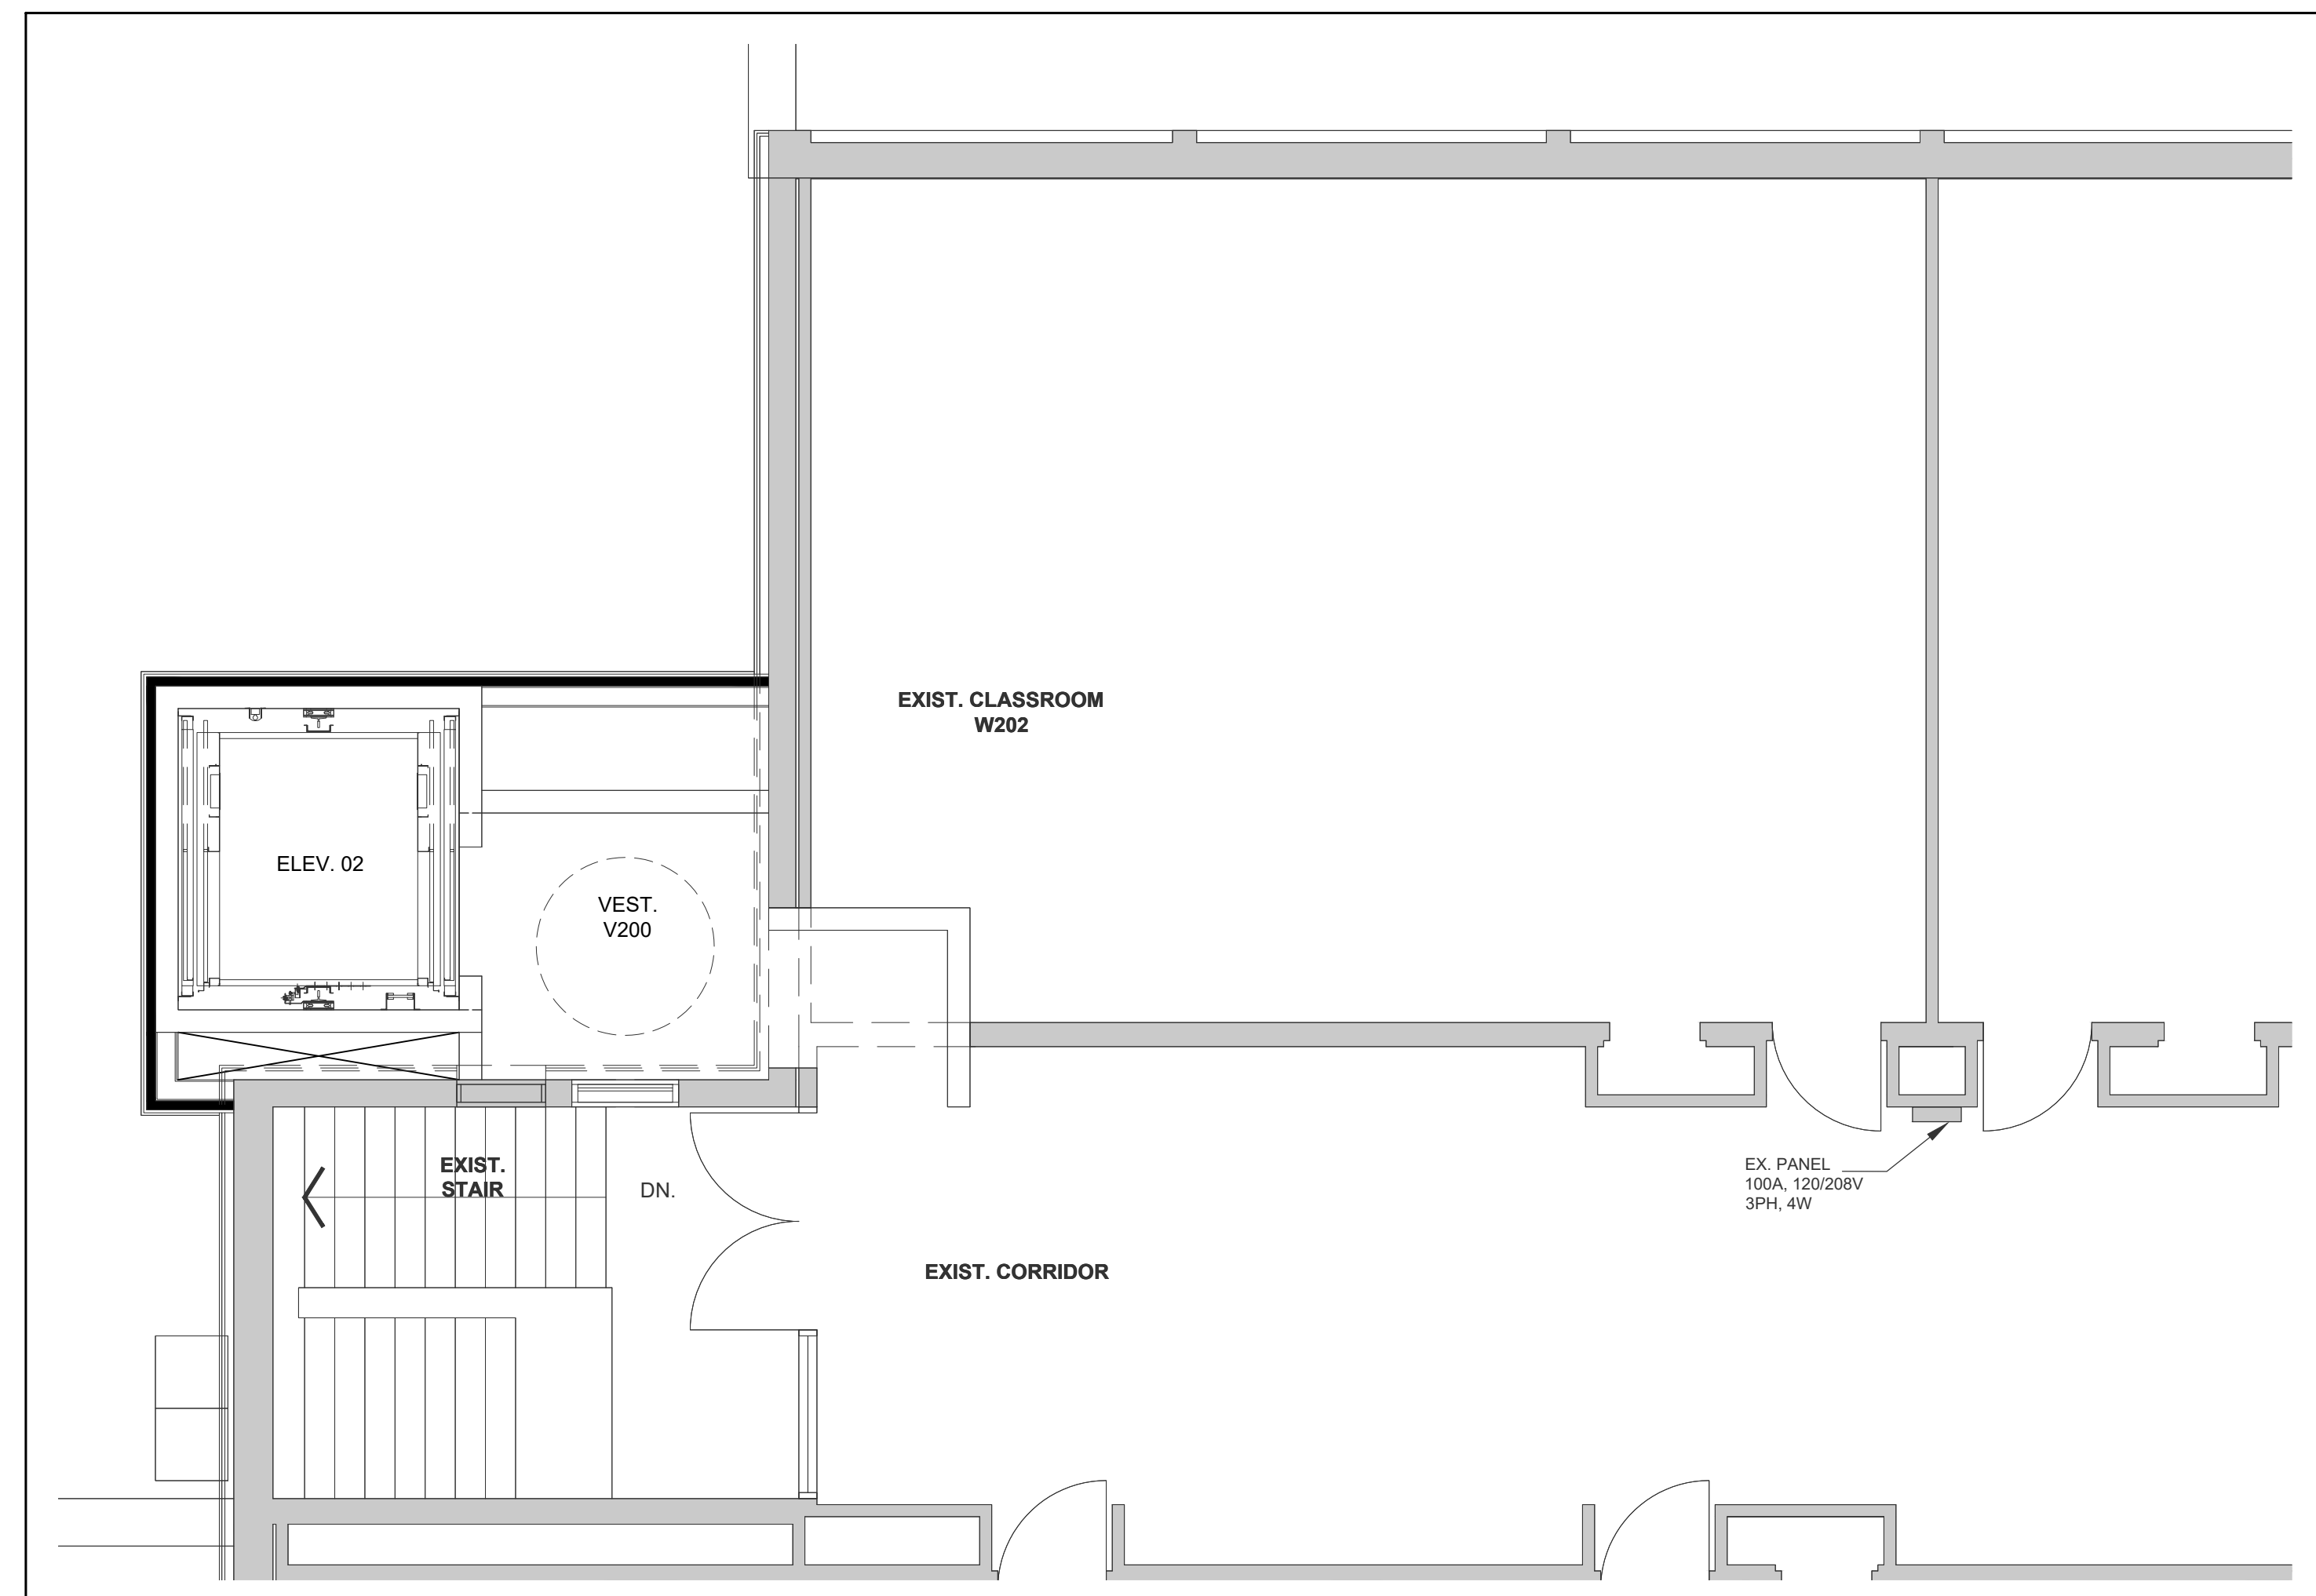 EXIST. CLASSROOM
W202
ELEV. 02
VEST.
V200
EXIST.
STAIR
DN.
EX. PANEL
100A, 120/208V
3PH, 4W
EXIST. CORRIDOR